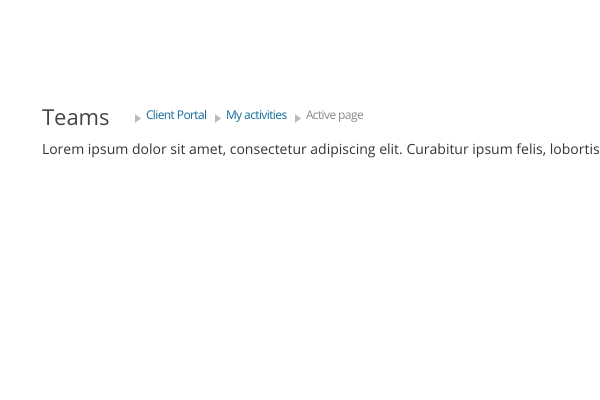 Teams Client Portal My activities Active page
Lorem ipsum dolor sit amet, consectetur adipiscing elit. Curabitur ipsum felis, lobortis